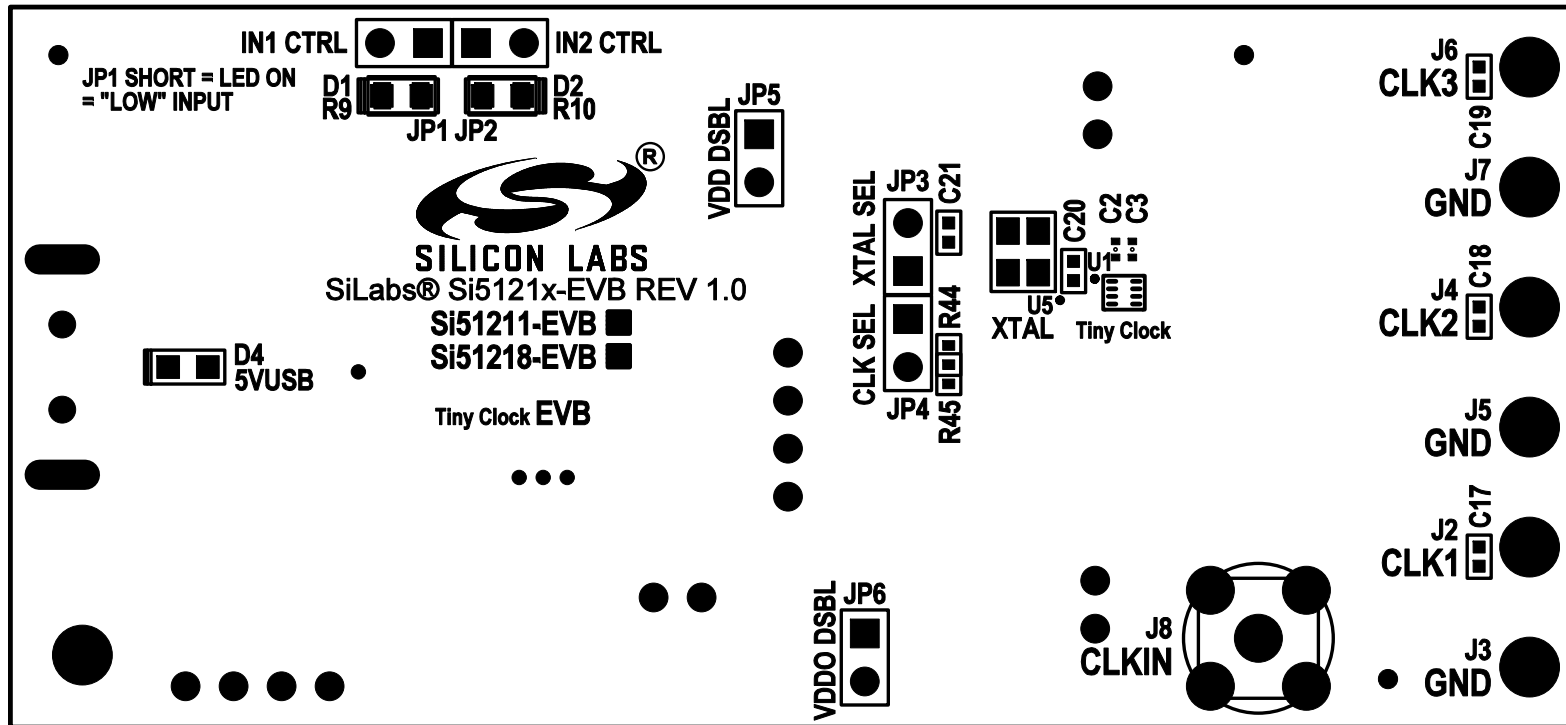 IN1 CTRL
IN2 CTRL
JP1 SHORT = LED ON
= "LOW" INPUT
D1
R9
D2
R10
JP1 JP2
JP5
VDD DSBL
®
SILICON LABS
SiLabs® Si5121x-EVB REV 1.0
Si51211-EVB
Si51218-EVB
Tiny Clock EVB
D4
5VUSB
JP3
XTAL SEL
C21
CLK SEL
JP4
R44
R45
C20
C2
C3
U1
U5
XTAL
Tiny Clock
JP6
VDDO DSBL
J8
CLKIN
J6
CLK3
C19
J7
GND
C18
J4
CLK2
J5
GND
C17
J2
CLK1
J3
GND